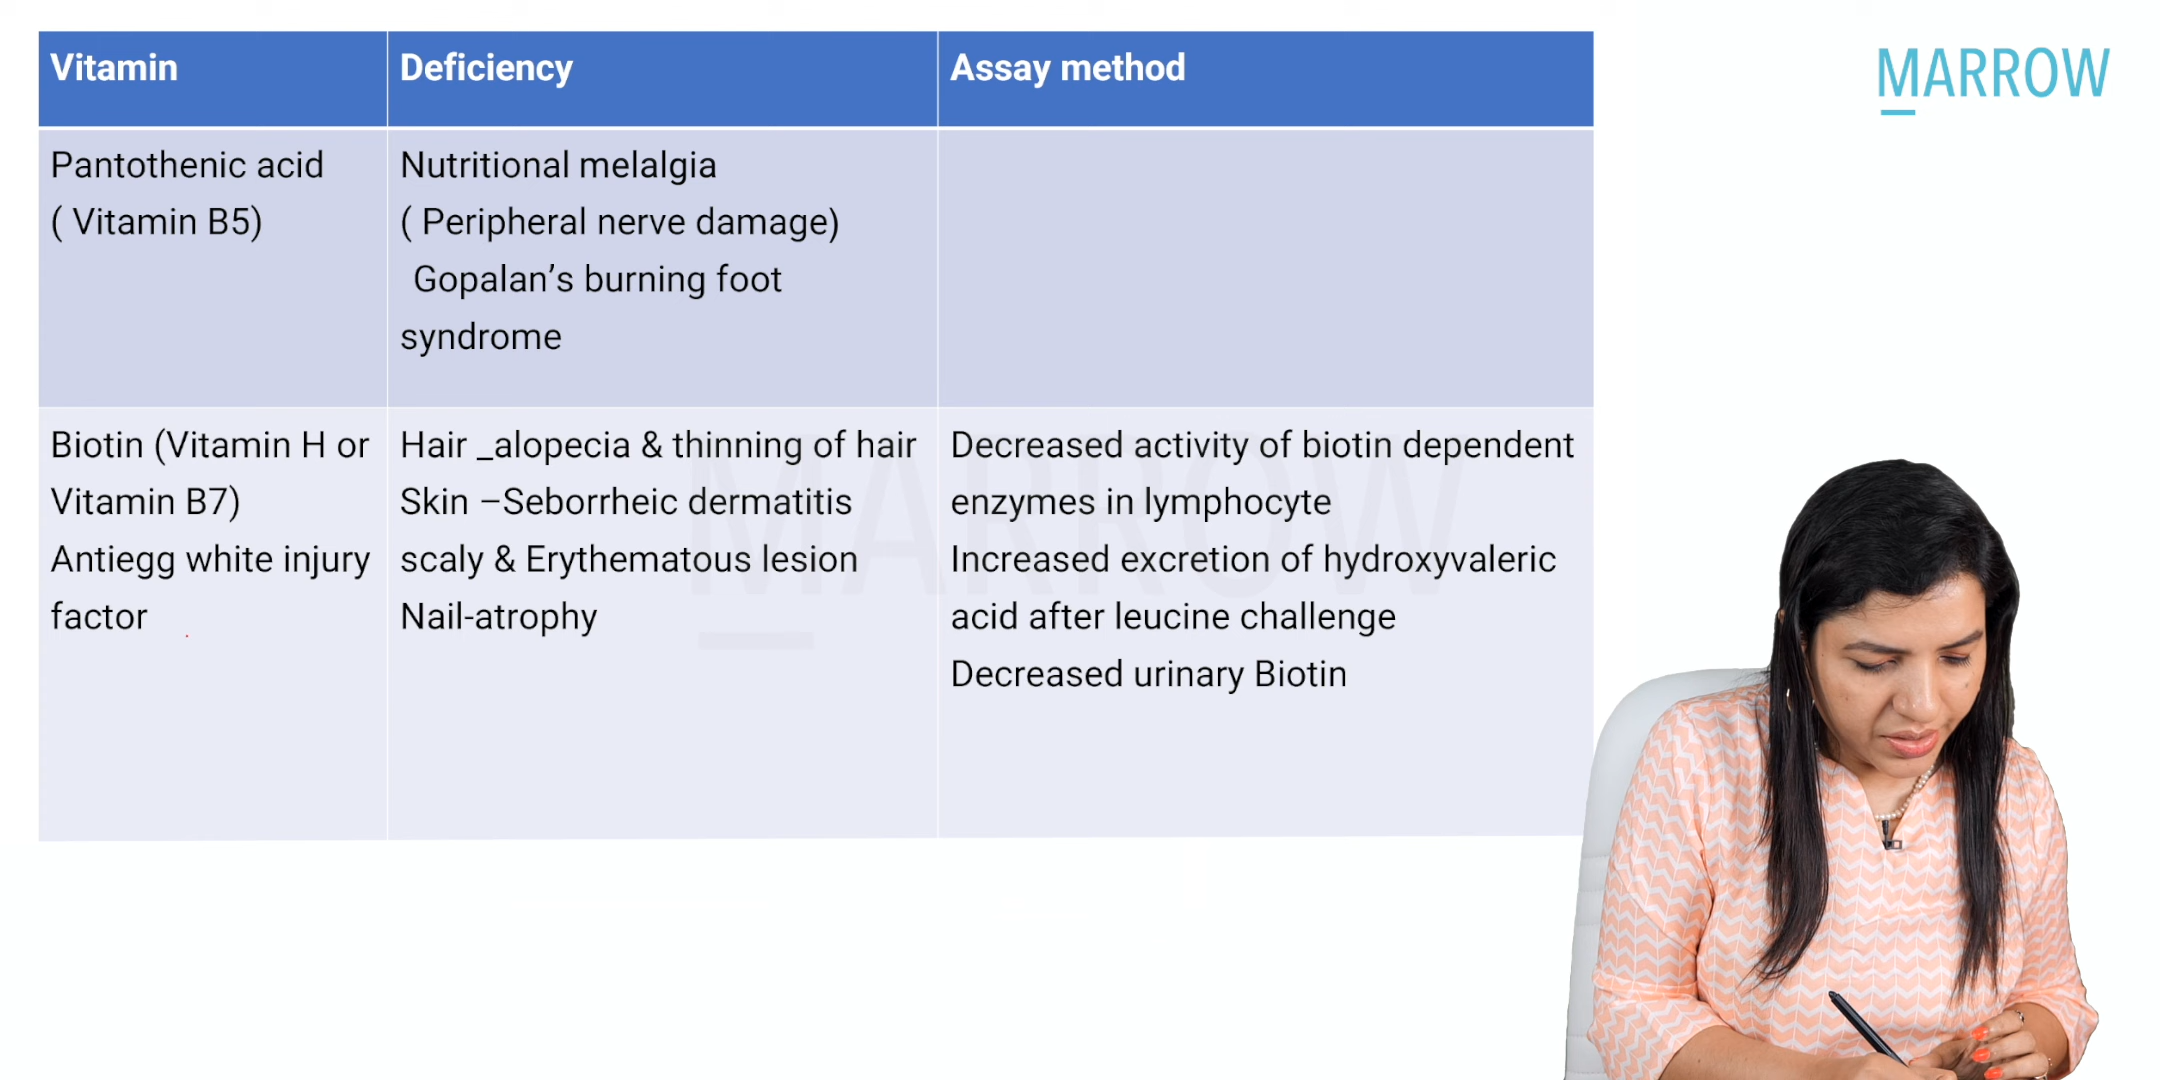 Vitamin
Deficiency
Assay method
MARROW
Pantothenic acid
( Vitamin B5)
Nutritional melalgia
( Peripheral nerve damage)
Gopalan’s burning foot
syndrome
Biotin (Vitamin H or
Vitamin B7)
Antiegg white injury
factor
Hair _alopecia & thinning of hair
Skin –Seborrheic dermatitis
scaly & Erythematous lesion
Nail-atrophy
Decreased activity of biotin dependent
enzymes in lymphocyte
Increased excretion of hydroxyvaleric
acid after leucine challenge
Decreased urinary Biotin
MARROW